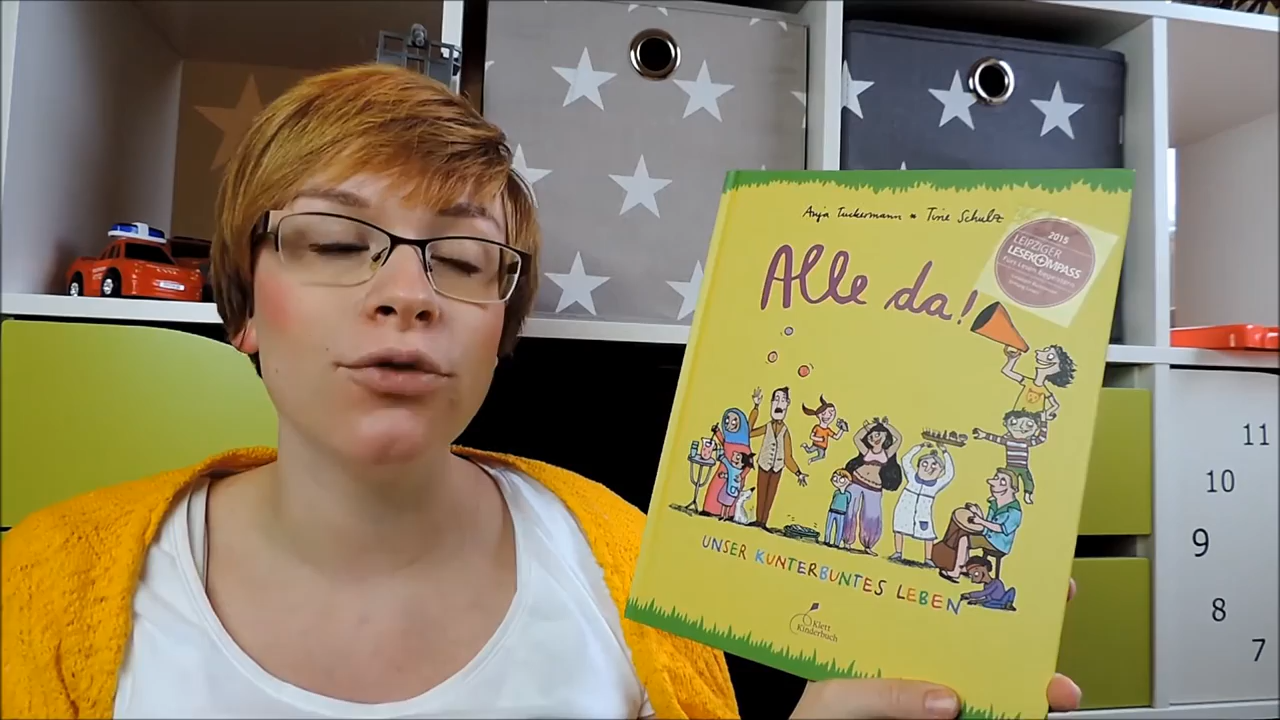 Anja Tuckermann * Tine Schulz
Alle da!
2015
LEIPZIGER
LESEKOMPASS
UNSER KUNTERBUNTES LEBEN
Klett
Kinderbuch
11
10
9
8
7